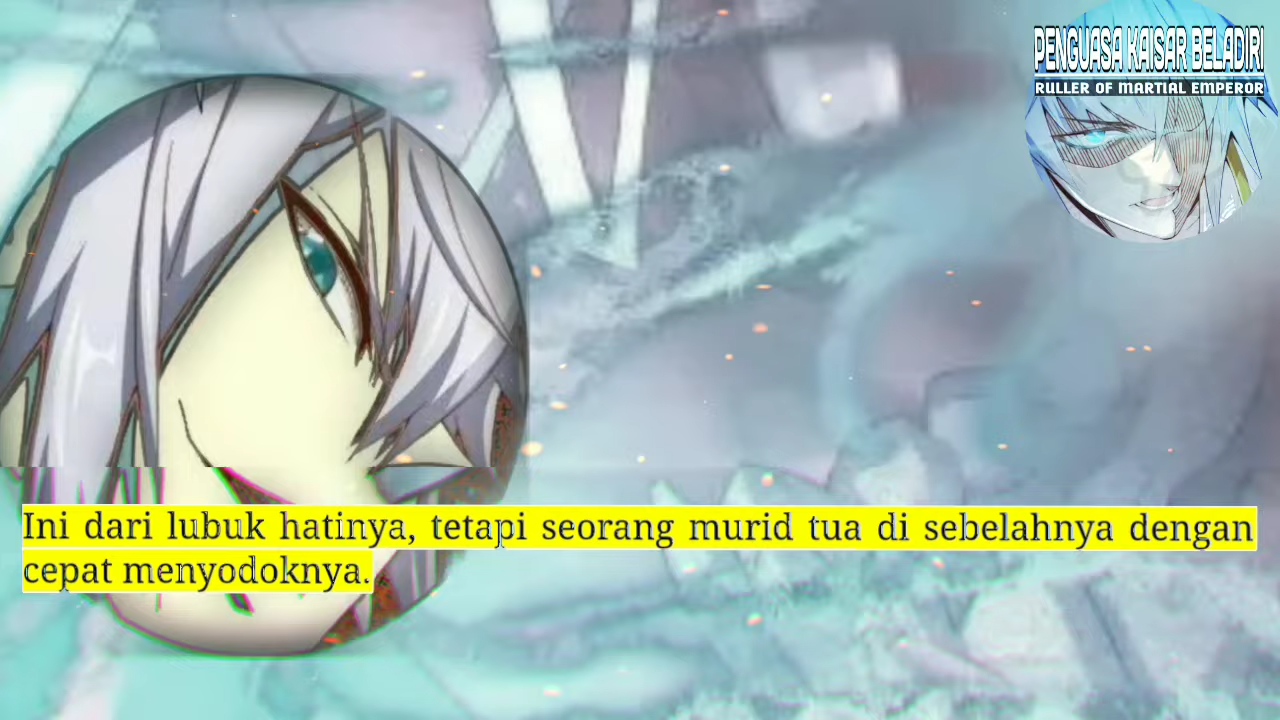 PENGUASA KAISAR BELADIRI
RULLER OF MARTIAL EMPEROR
Ini dari lubuk hatinya, tetapi seorang murid tua di sebelahnya dengan
cepat menyodoknya.